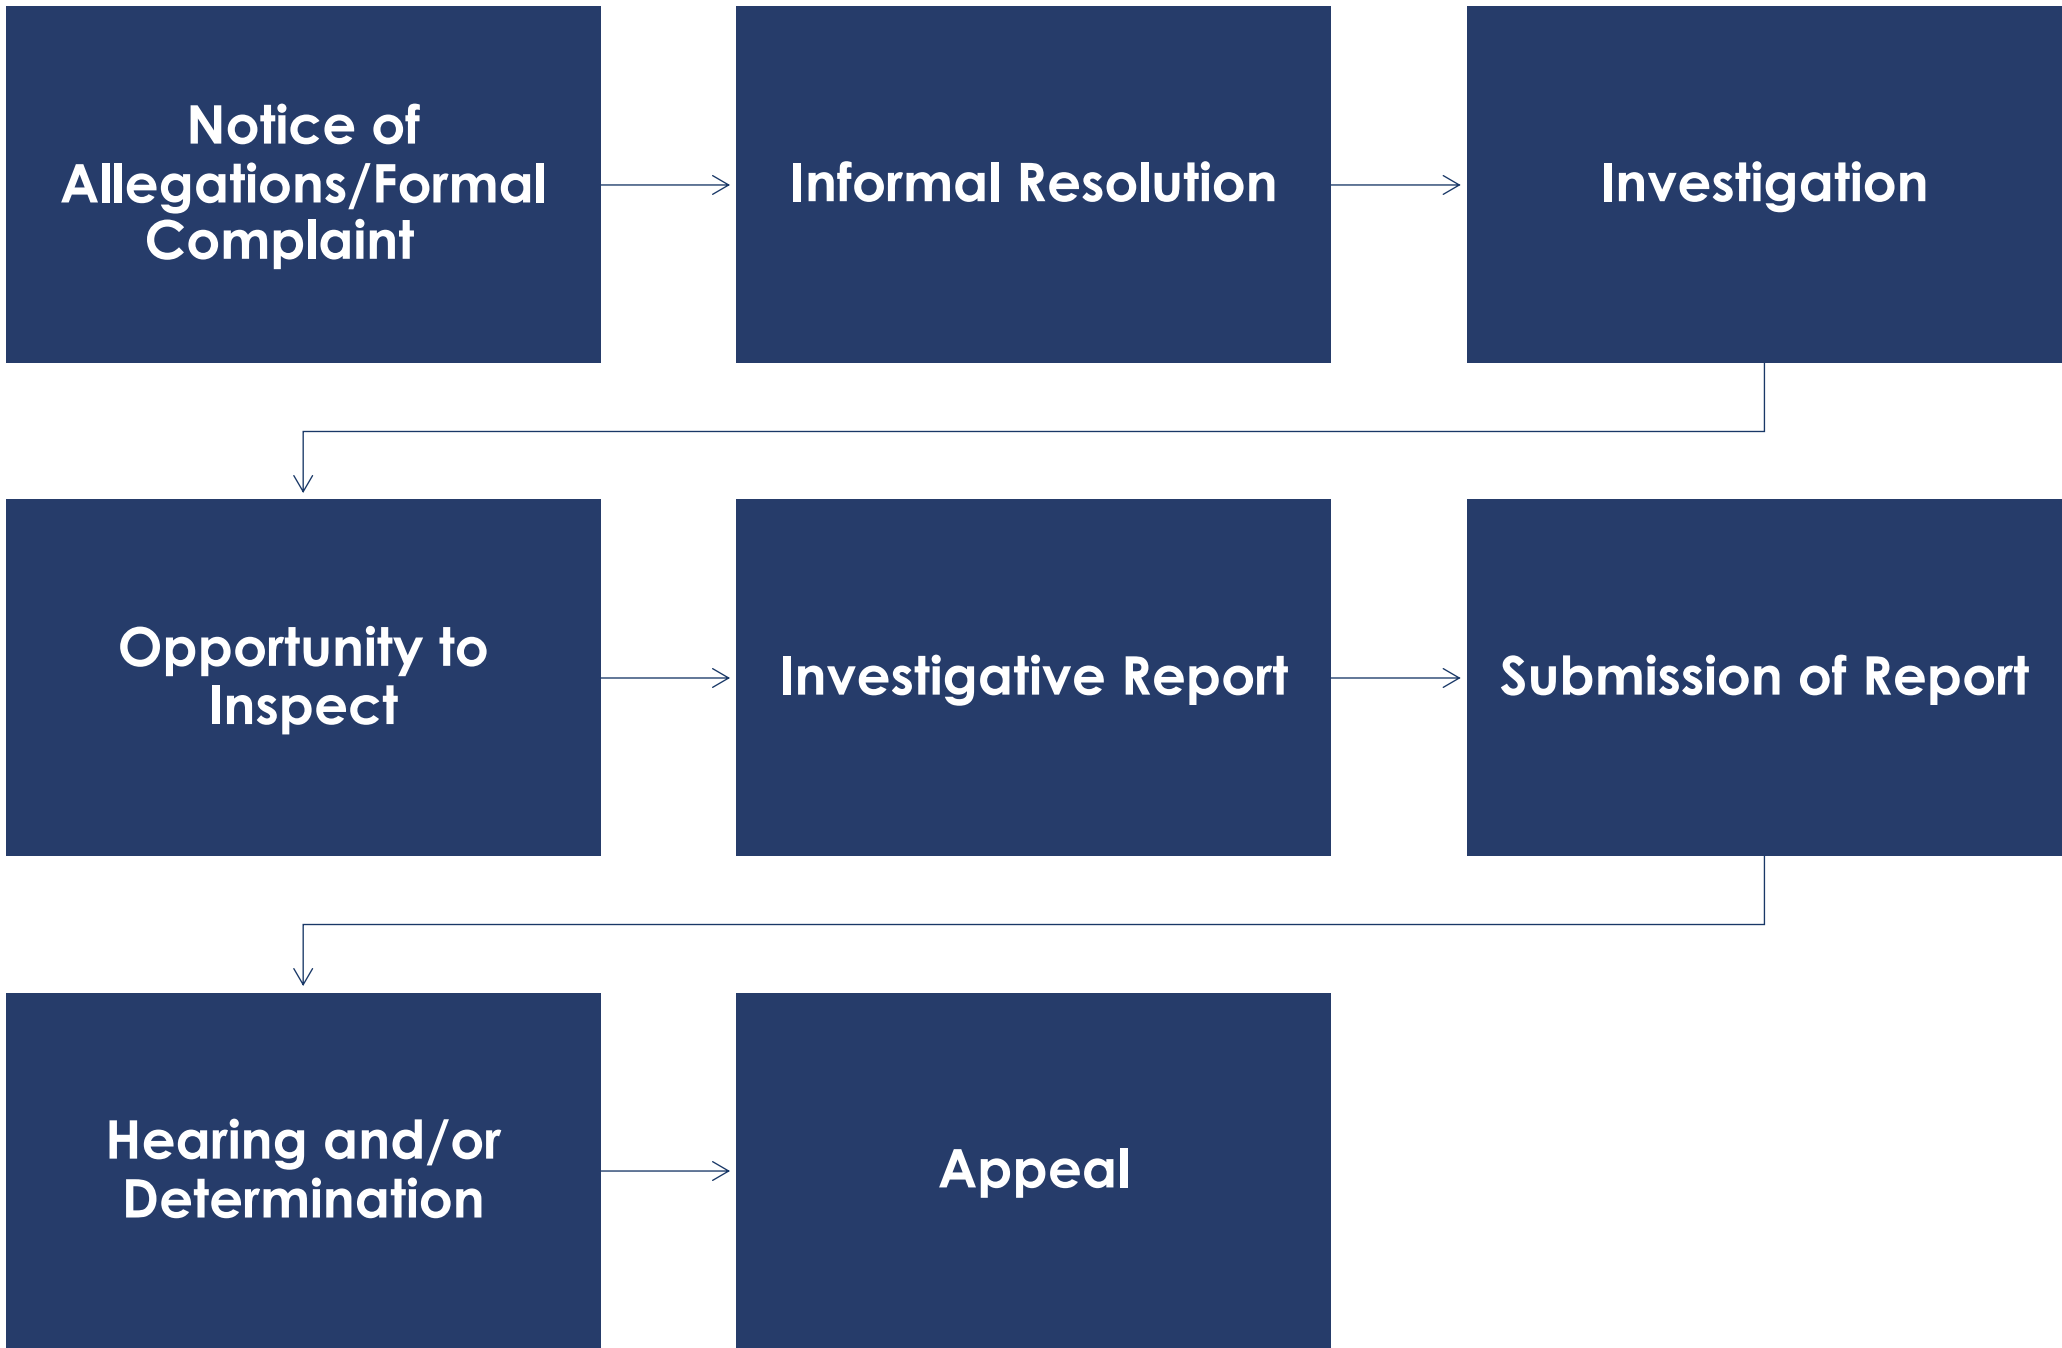 Notice of
Allegations/Formal
Complaint
Informal Resolution
Investigation
Opportunity to
Inspect
Investigative Report
Submission of Report
Hearing and/or
Determination
Appeal